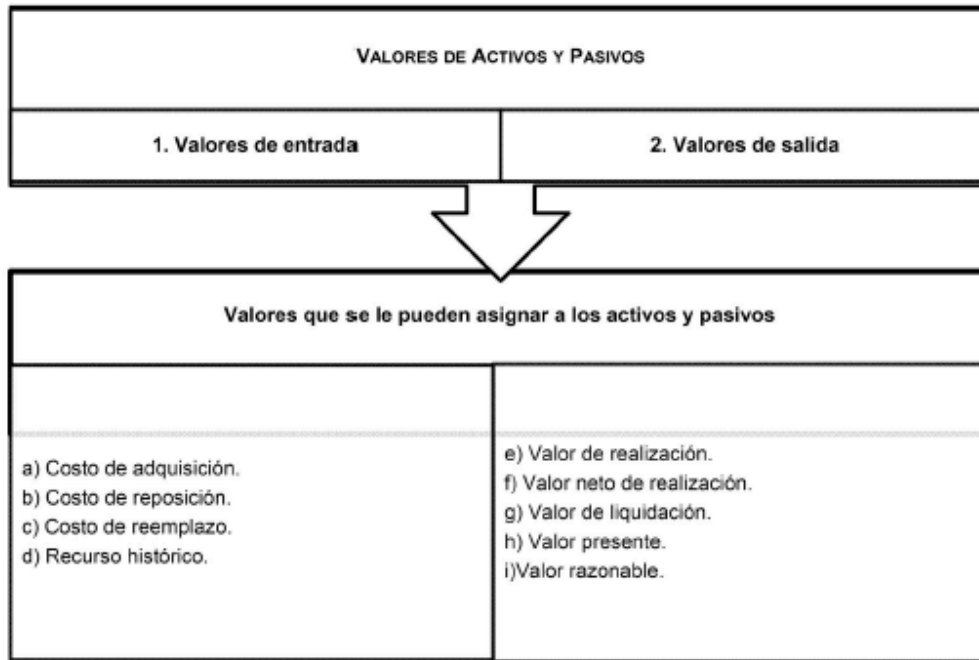 VALORES DE ACTIVOS Y PASIVOS
1. Valores de entrada
2. Valores de salida
Valores que se le pueden asignar a los activos y pasivos
a) Costo de adquisición.
b) Costo de reposición.
c) Costo de reemplazo.
d) Recurso histórico.
e) Valor de realización.
f) Valor neto de realización.
g) Valor de liquidación.
h) Valor presente.
i)Valor razonable.